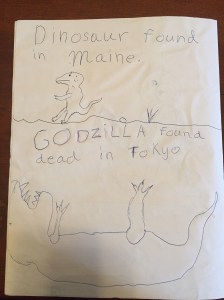 Dinosaur found
in Maine.
GODZiLLA found
dead in Tokyo